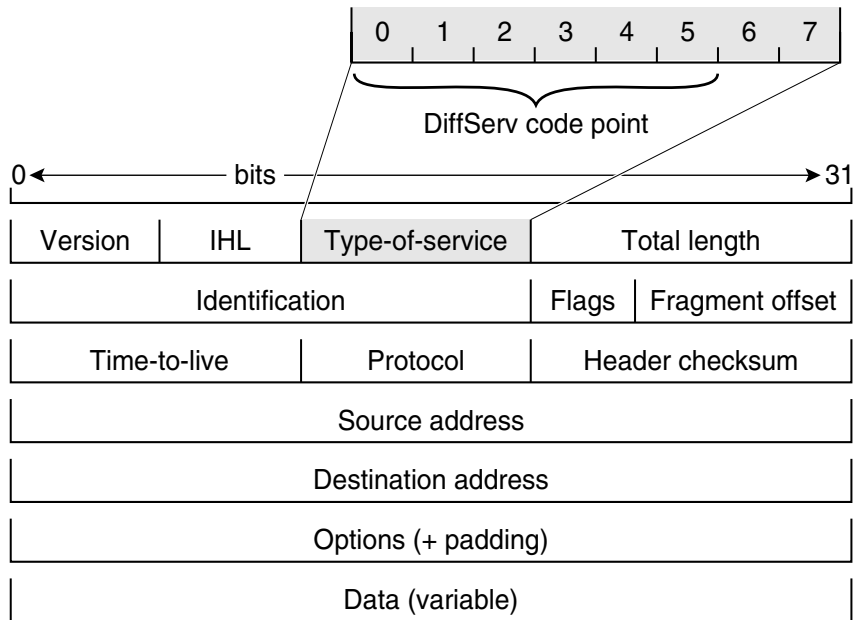 0 1 2 3 4 5 6 7
DiffServ code point
0 bits 31
Version IHL Type-of-service Total length
Identification Flags Fragment offset
Time-to-live Protocol Header checksum
Source address
Destination address
Options (+ padding)
Data (variable)